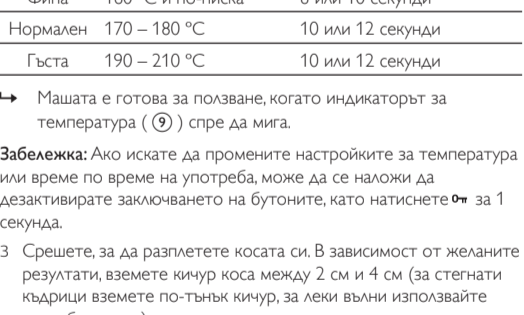 Нормален 170 – 180 °C 10 или 12 секунди
Гъста 190 – 210 °C 10 или 12 секунди
Машата е готова за ползване, когато индикаторът за
температура ( 9 ) спре да мига.
Забележка: Ако искате да промените настройките за температура
или време по време на употреба, може да се наложи да
дезактивирате заключването на бутоните, като натиснете за 1
секунда.
3 Срешете, за да разплетете косата си. В зависимост от желаните
резултати, вземете кичур коса между 2 см и 4 см (за стегнати
къдрици вземете по-тънък кичур, за леки вълни използвайте